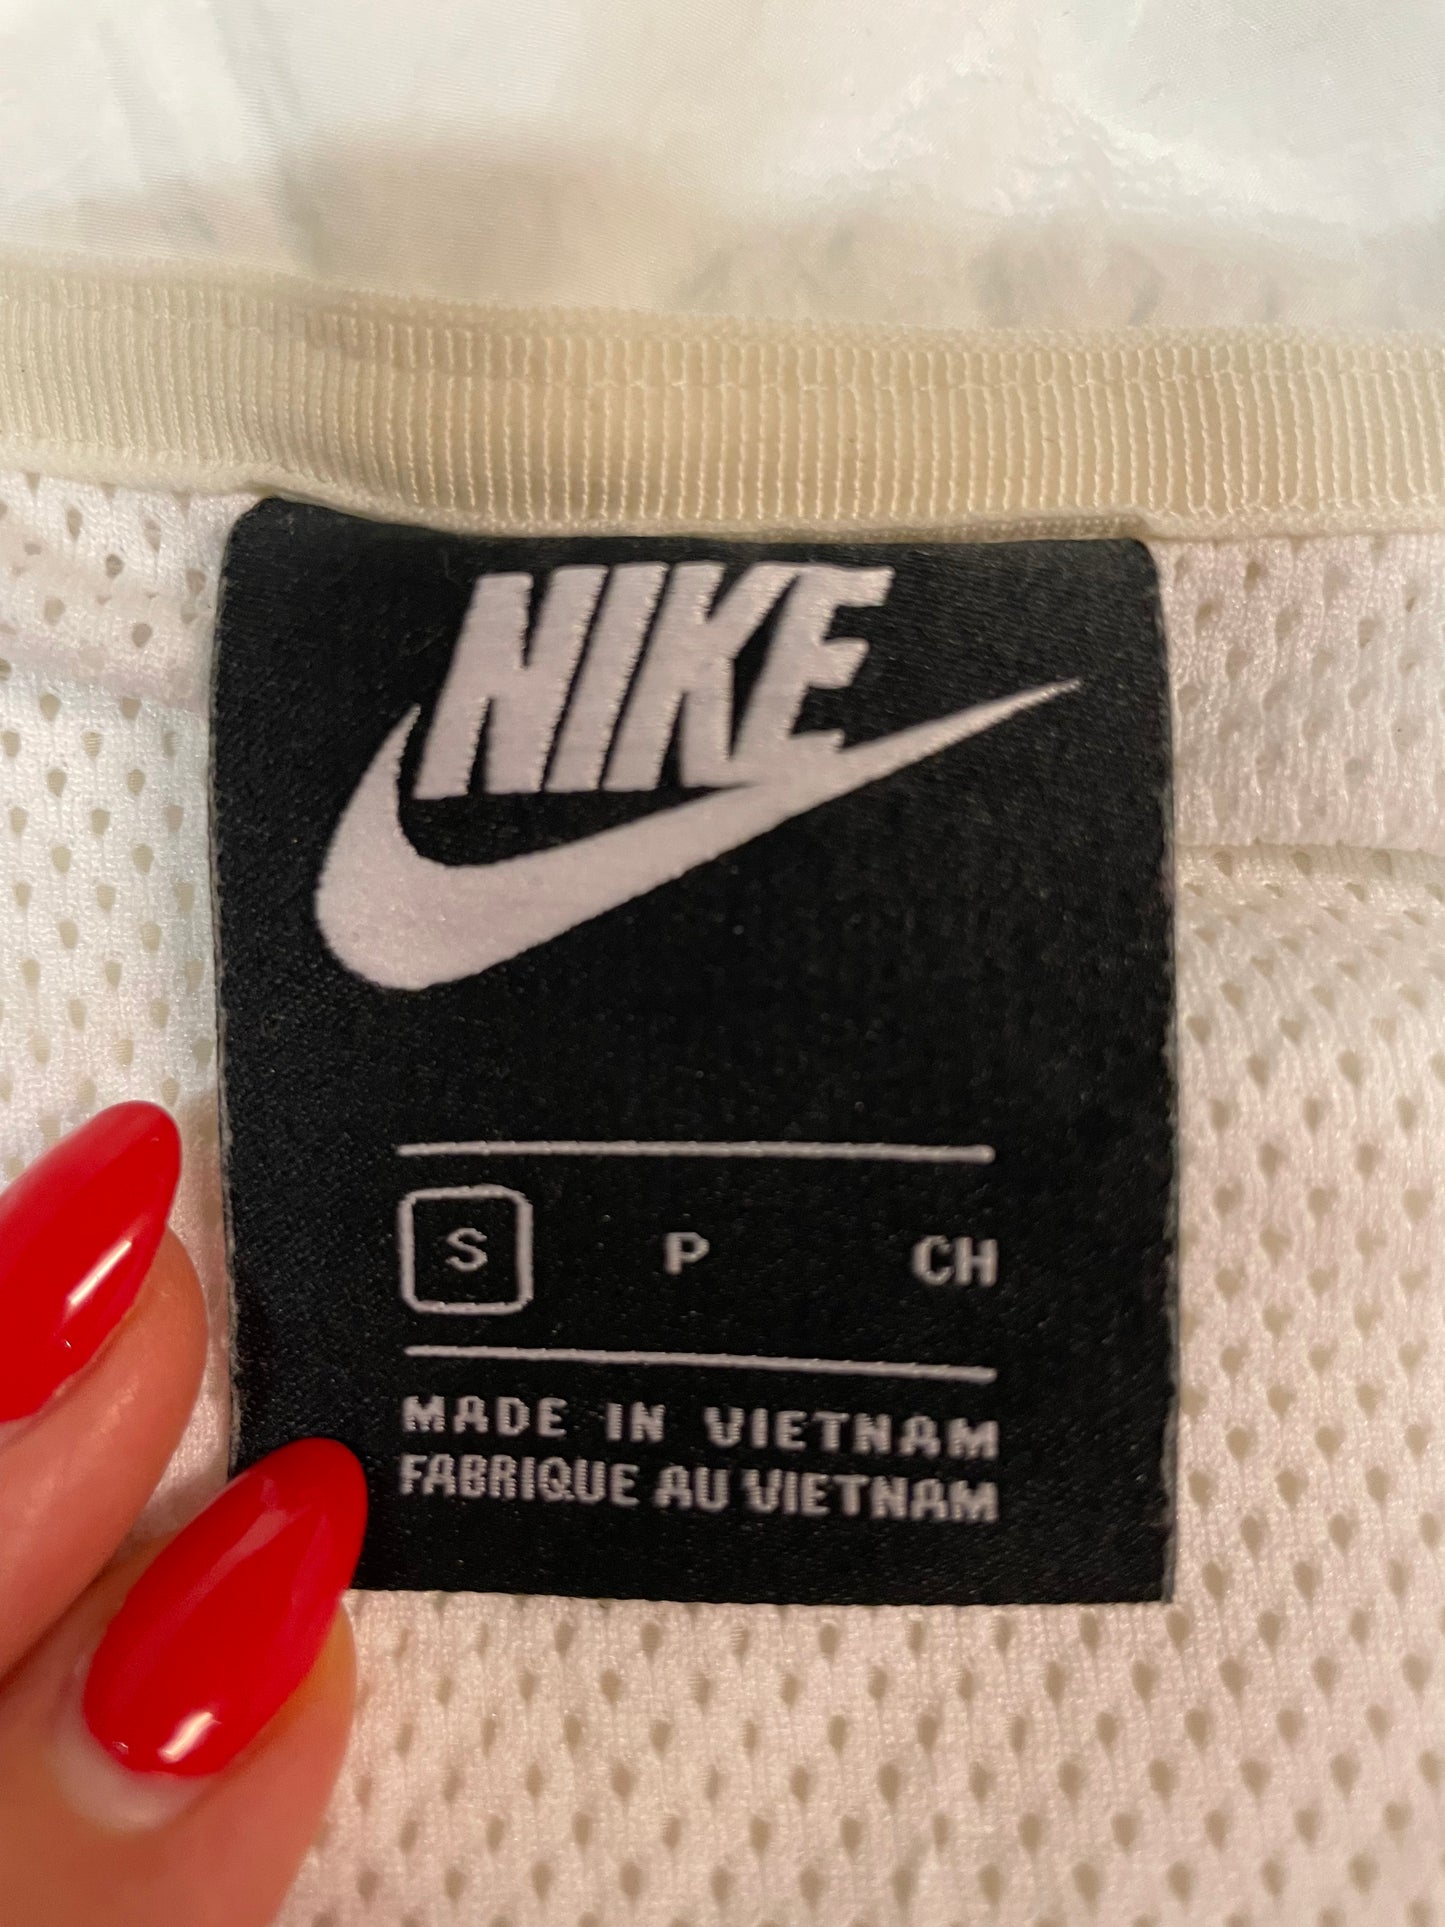 NIKE
S P CH
MADE IN VIETNAM
FABRIQUE AU VIETNAM